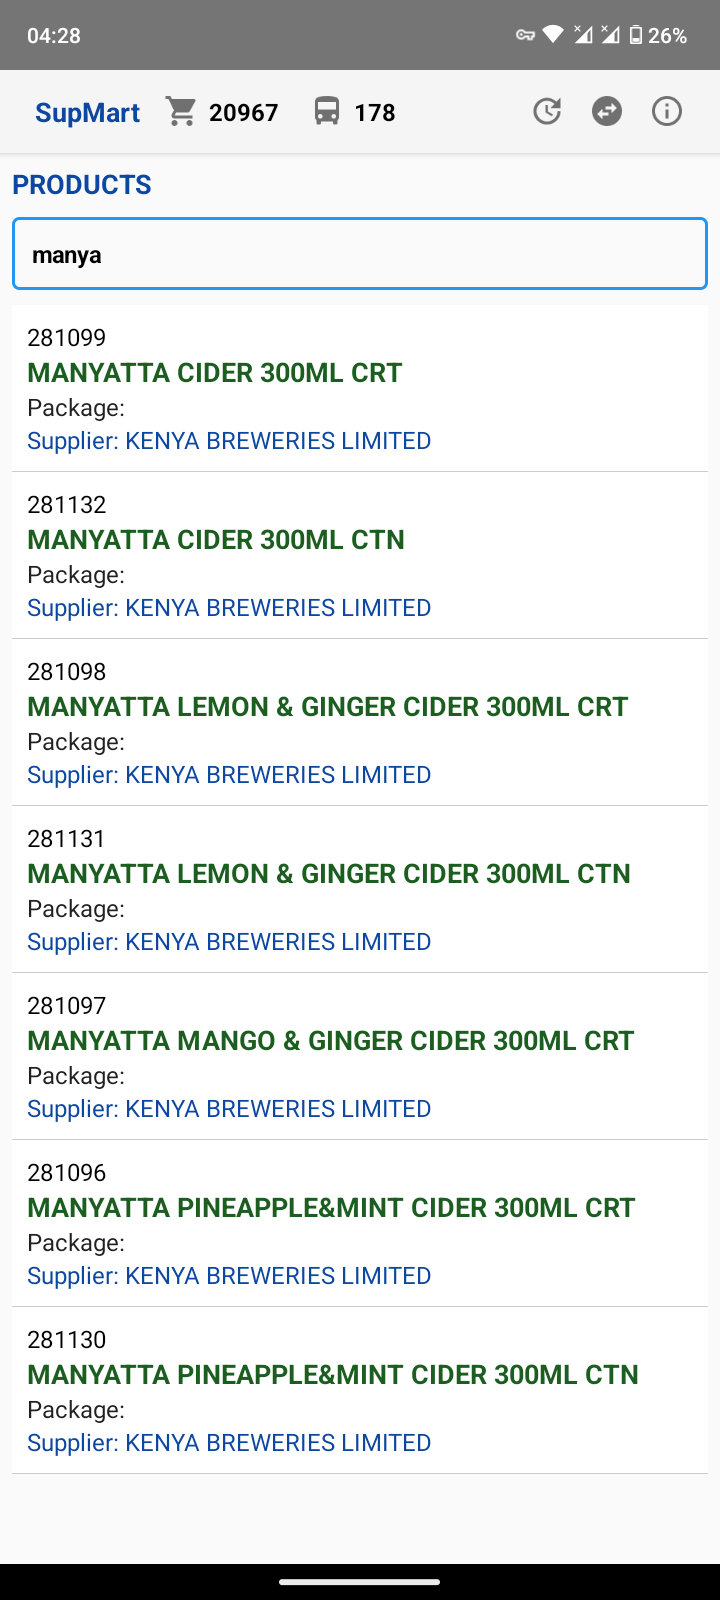 04:28 26%
SupMart 20967 178
PRODUCTS
manya
281099
MANYATTA CIDER 300ML CRT
Package:
Supplier: KENYA BREWERIES LIMITED
281132
MANYATTA CIDER 300ML CTN
Package:
Supplier: KENYA BREWERIES LIMITED
281098
MANYATTA LEMON & GINGER CIDER 300ML CRT
Package:
Supplier: KENYA BREWERIES LIMITED
281131
MANYATTA LEMON & GINGER CIDER 300ML CTN
Package:
Supplier: KENYA BREWERIES LIMITED
281097
MANYATTA MANGO & GINGER CIDER 300ML CRT
Package:
Supplier: KENYA BREWERIES LIMITED
281096
MANYATTA PINEAPPLE&MINT CIDER 300ML CRT
Package:
Supplier: KENYA BREWERIES LIMITED
281130
MANYATTA PINEAPPLE&MINT CIDER 300ML CTN
Package:
Supplier: KENYA BREWERIES LIMITED